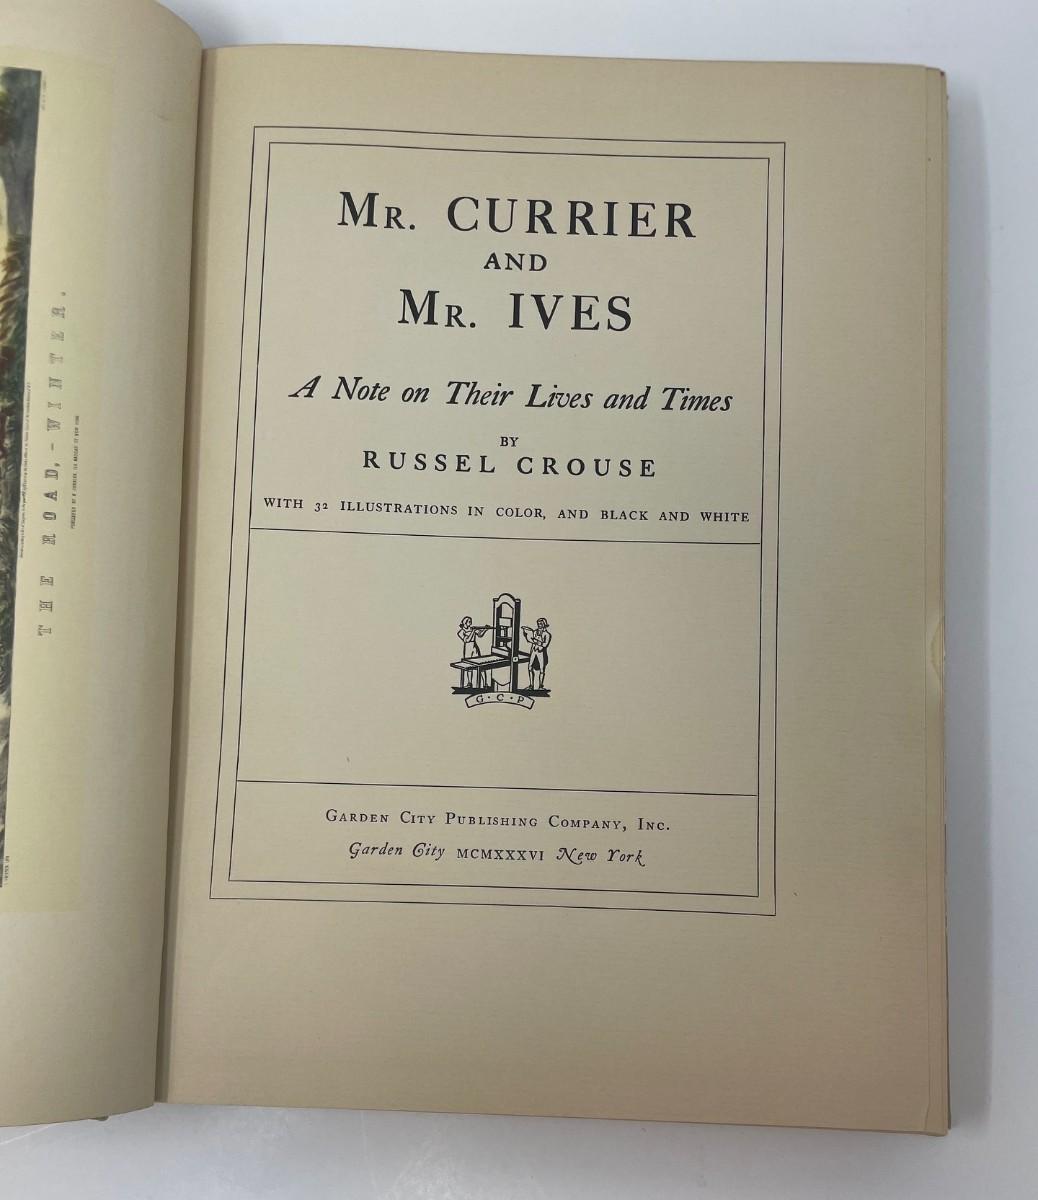 THE ROAD, - WINTER.
MR. CURRIER
AND
MR. IVES
A Note on Their Lives and Times
BY
RUSSEL CROUSE
WITH 32 ILLUSTRATIONS IN COLOR, AND BLACK AND WHITE
G · C · P
GARDEN CITY PUBLISHING COMPANY, INC.
Garden City MCMXXXVI New York